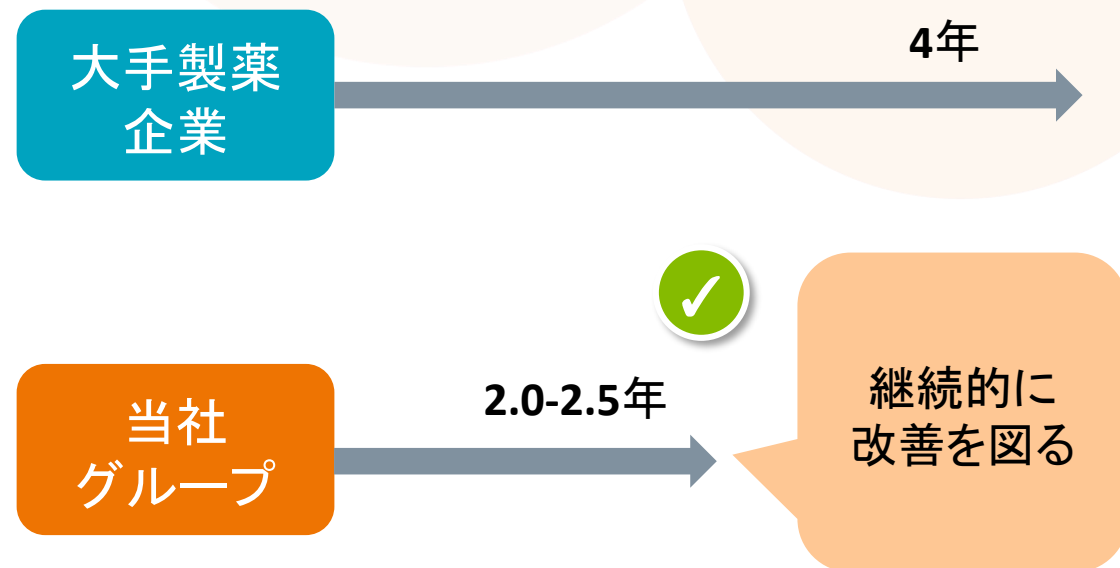 大手製薬
企業
4年
当社
グループ
2.0-2.5年
継続的に
改善を図る